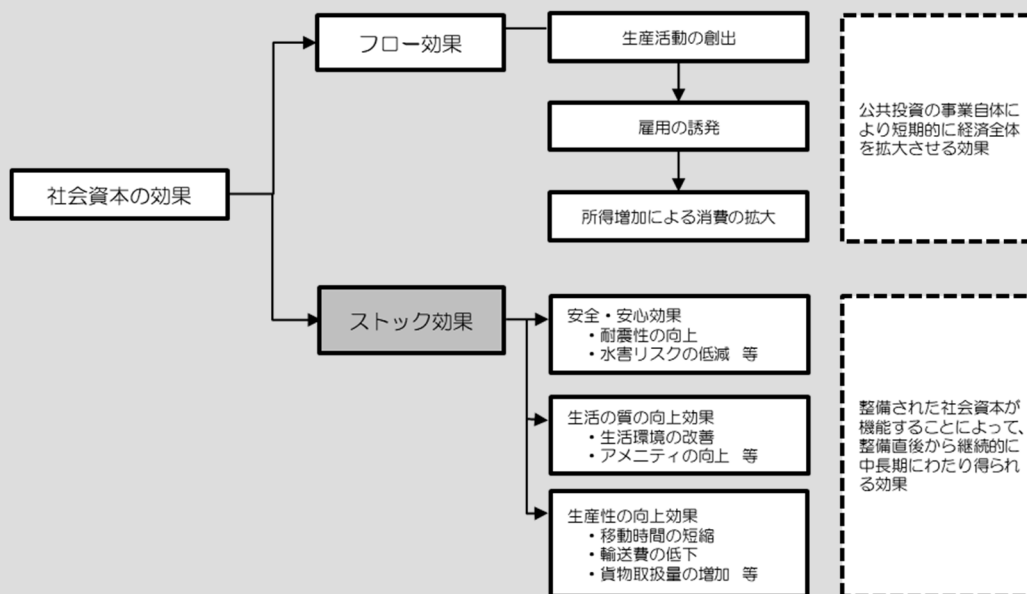 社会資本の効果
フロー効果
生産活動の創出
雇用の誘発
所得増加による消費の拡大
公共投資の事業自体に
より短期的に経済全体
を拡大させる効果
ストック効果
安全・安心効果
・耐震性の向上
・水害リスクの低減 等
生活の質の向上効果
・生活環境の改善
・アメニティの向上 等
生産性の向上効果
・移動時間の短縮
・輸送費の低下
・貨物取扱量の増加 等
整備された社会資本が
機能することによって、
整備直後から継続的に
中長期にわたり得られ
る効果